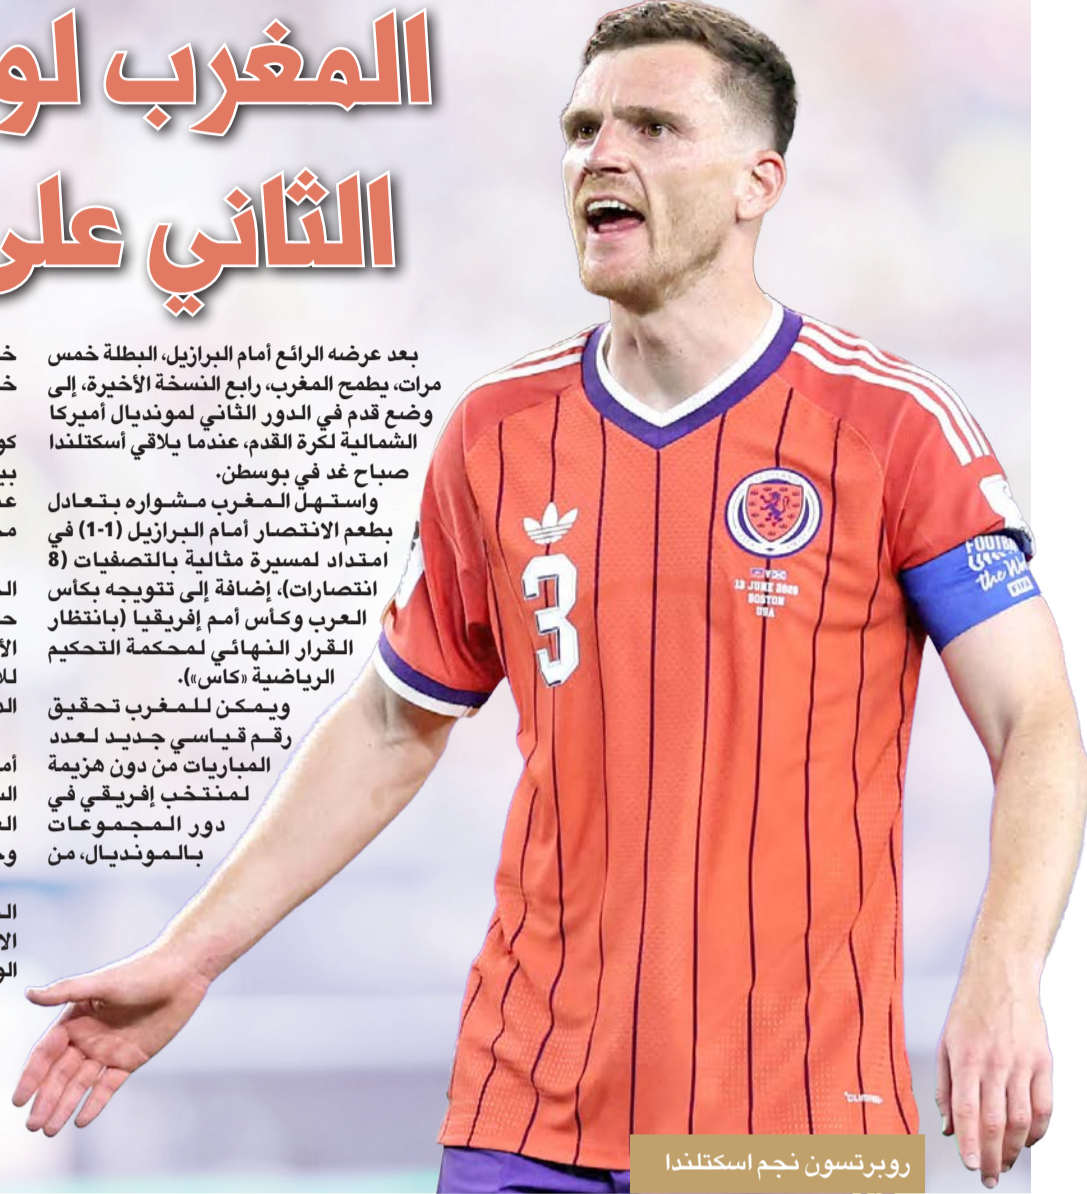 المغرب لو
الثاني على
بعد عرضه الرائع أمام البرازيل، البطلة خمس
مرات، يطمح المغرب، رابع النسخة الأخيرة، إلى
وضع قدم في الدور الثاني لمونديال أميركا
الشمالية لكرة القدم، عندما يلاقي أسكتلندا
صباح غد في بوسطن.
واستهل المغرب مشواره بتعادل
بطعم الانتصار أمام البرازيل (1-1) في
امتداد لمسيرة مثالية بالتصفيات (8
انتصارات)، إضافة إلى تتويجه بكأس
العرب وكأس أمم إفريقيا (بانتظار
القرار النهائي لمحكمة التحكيم
الرياضية «كاس»).
ويمكن للمغرب تحقيق
رقم قياسي جديد لعدد
المباريات من دون هزيمة
لمنتخب إفريقي في
دور المجموعات
بالمونديال، من
3
13 JUNE 2026
BOSTON
USA
روبرتسون نجم اسكتلندا